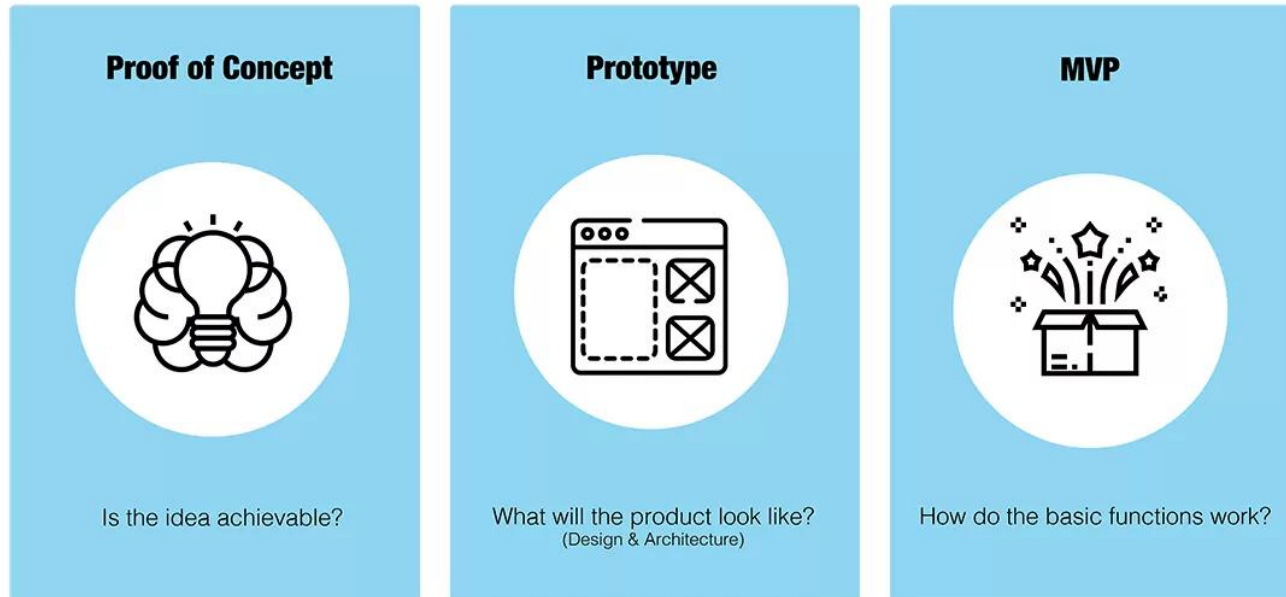 Proof of Concept
Is the idea achievable?
Prototype
What will the product look like?
(Design & Architecture)
MVP
How do the basic functions work?